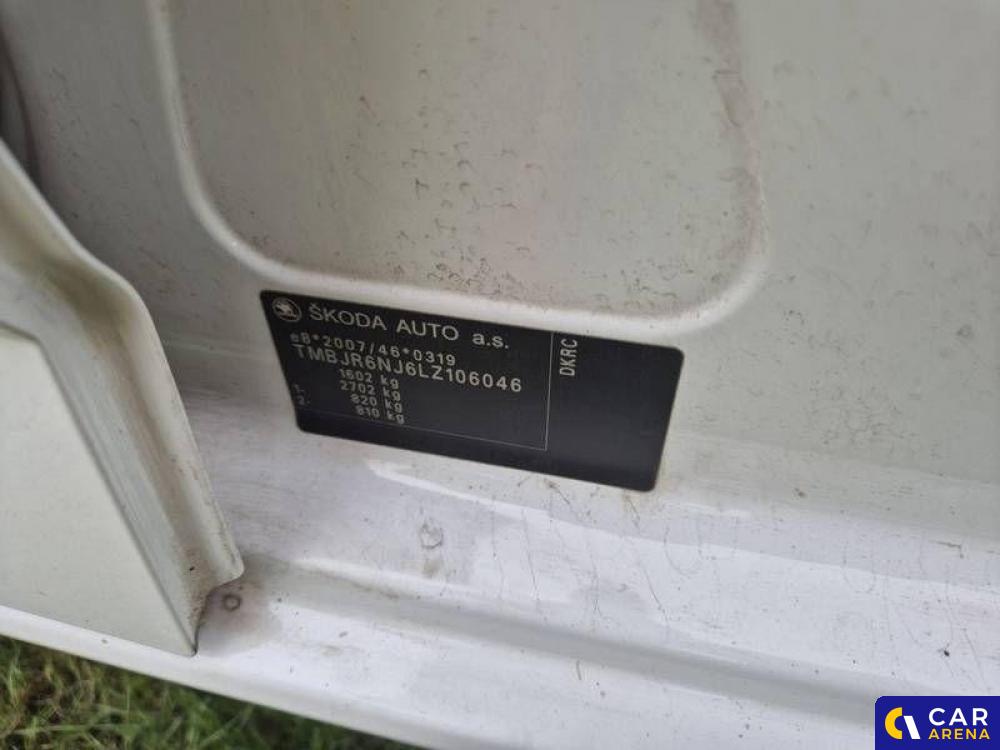 ŠKODA AUTO a.s.
e8*2007/46*0319
TMBJR6NJ6LZ106046
1602 kg
2702 kg
1- 820 kg
2- 810 kg
DKRC
CAR
ARENA